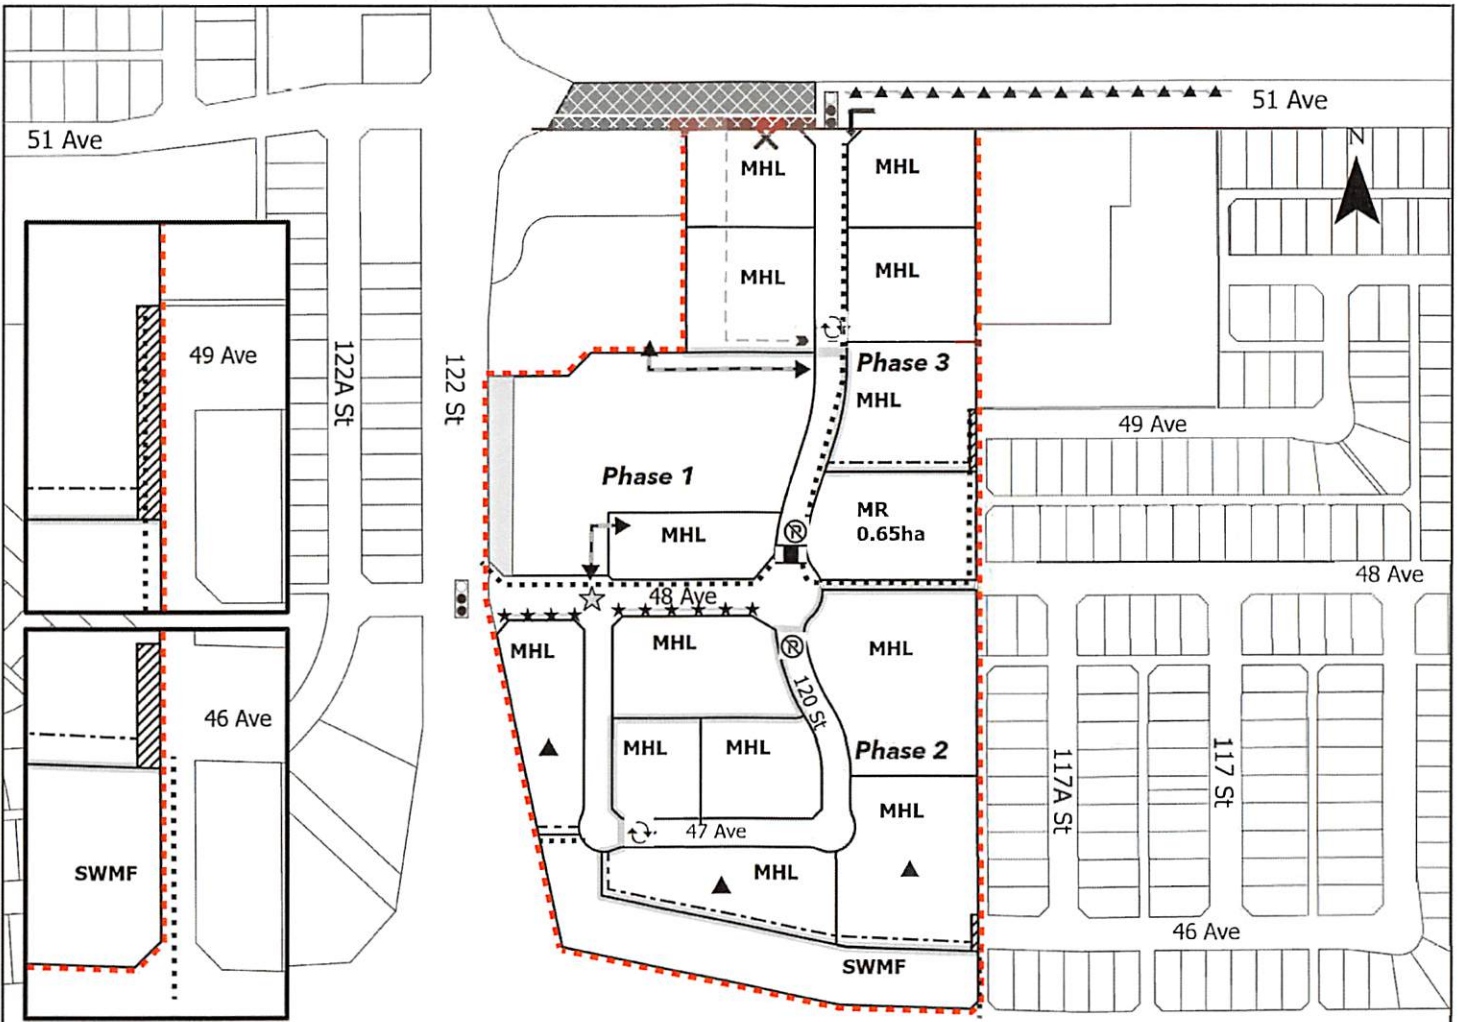 51 Ave
51 Ave
N
MHL
MHL
MHL
MHL
49 Ave
122A St
122 St
Phase 3
MHL
49 Ave
Phase 1
MR
0.65ha
MHL
R
48 Ave
48 Ave
MHL
MHL
R
MHL
120 St
46 Ave
MHL
MHL
Phase 2
117A St
117 St
MHL
47 Ave
SWMF
MHL
46 Ave
SWMF